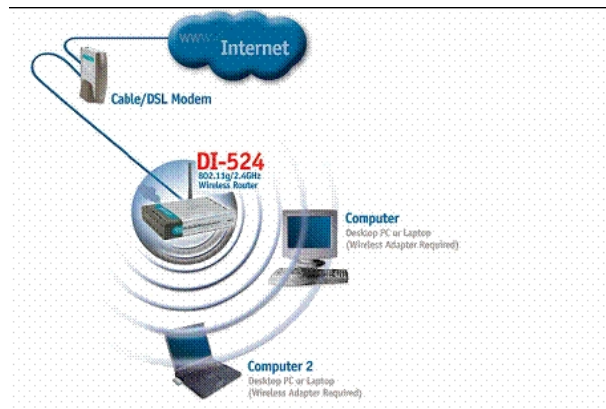 www.
Internet
Cable/DSL Modem
DI-524
802.11g/2.4GHz
Wireless Router
Computer
Desktop PC or Laptop
(Wireless Adapter Required)
Computer 2
Desktop PC or Laptop
(Wireless Adapter Required)